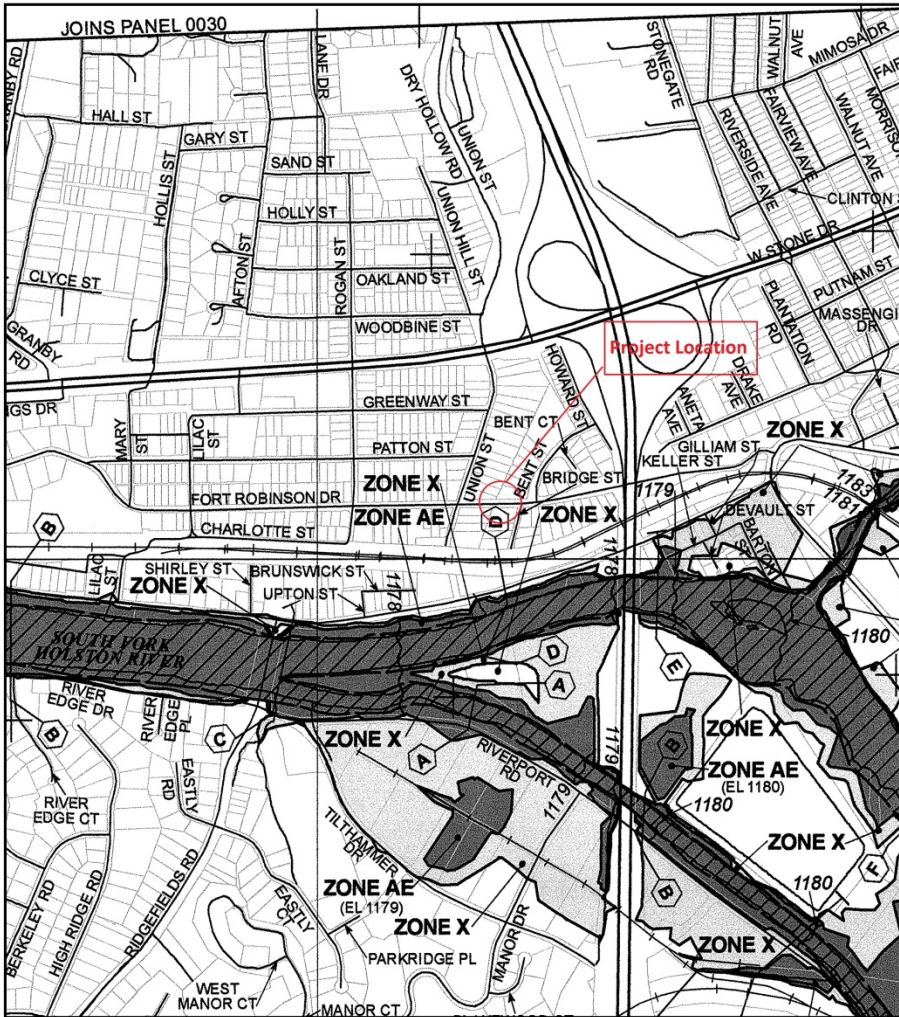 JOINS PANEL 0030
LANE DR
STONEGATE
RD
WALNUT
AVE
MIMOSA DR
DRY HOLLOW RD
UNION ST
HALL ST
GARY ST
HOLLIS ST
SAND ST
HOLLY ST
UNION HILL ST
RIVERSIDE AVE
FAIRVIEW AVE
WALNUT AVE
W STONE DR
CLYCE ST
AFTON ST
ROGAN ST
OAKLAND ST
WOODBINE ST
GRANBY
RD
PLANTATION
RD
PUTNAM ST
Project Location
HOWARD ST
DRAKE
AVE
ANETA
AVE
GREENWAY ST
BENT CT
MARY
ST
LILAC
ST
PATTON ST
UNION ST
BENT ST
BRIDGE ST
GILLIAM ST
KELLER ST
ZONE X
ZONE X
FORT ROBINSON DR
ZONE AE
ZONE X
1179
DEVAULT ST
1183
1181
CHARLOTTE ST
D
B
1178
LILAC
ST
SHIRLEY ST
BRUNSWICK ST
UPTON ST
1178
ZONE X
SOUTH FORK
HOLSTON RIVER
1180
D
A
E
RIVER
EDGE DR
RIVER
EDGE
PL
B
C
ZONE X
A
RIVERPORT
RD
1179
1179
ZONE X
B
ZONE AE
(EL 1180)
1180
EASTLY
RD
RIVER
EDGE CT
TILTHAMMER
DR
ZONE X
1180
F
BERKELEY RD
HIGH RIDGE RD
RIDGEFIELDS RD
EASTLY
CT
ZONE AE
(EL 1179)
ZONE X
B
ZONE X
PARKRIDGE PL
MANOR DR
WEST
MANOR CT
MANOR CT